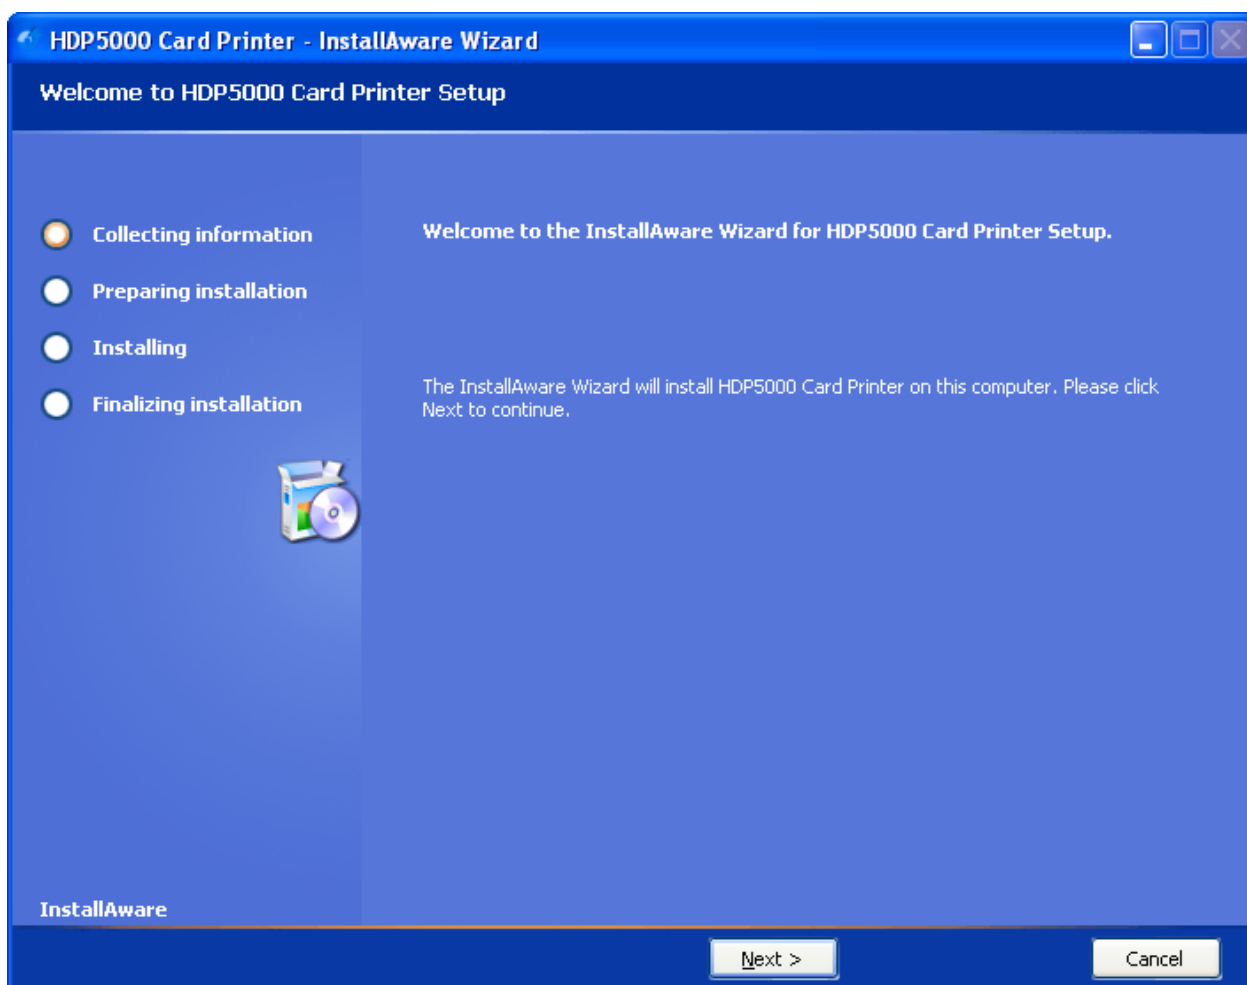 HDP5000 Card Printer - InstallAware Wizard
Welcome to HDP5000 Card Printer Setup
Collecting information
Preparing installation
Installing
Finalizing installation
Welcome to the InstallAware Wizard for HDP5000 Card Printer Setup.
The InstallAware Wizard will install HDP5000 Card Printer on this computer. Please click
Next to continue.
InstallAware
Next >
Cancel